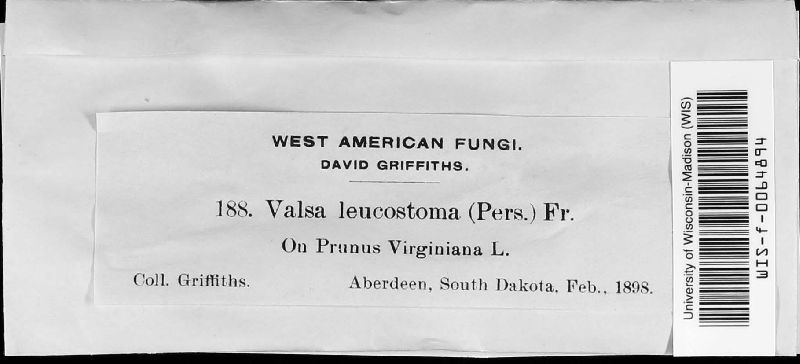 WEST AMERICAN FUNGI.
DAVID GRIFFITHS.
188. Valsa leucostoma (Pers.) Fr.
On Prunus Virginiana L.
Coll. Griffiths. Aberdeen, South Dakota, Feb., 1898.
University of Wisconsin-Madison (WIS)
WIS-f-0064894